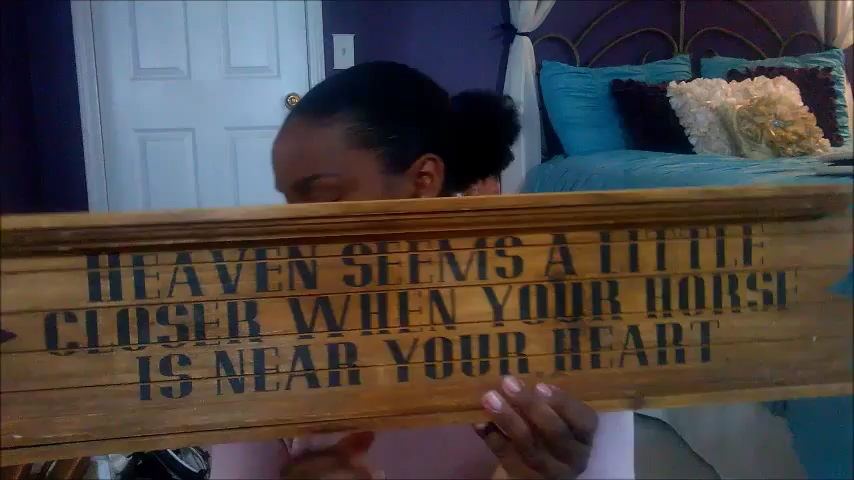 HEAVEN SEEMS A LITTLE
CLOSER WHEN YOUR HORSE
IS NEAR YOUR HEART